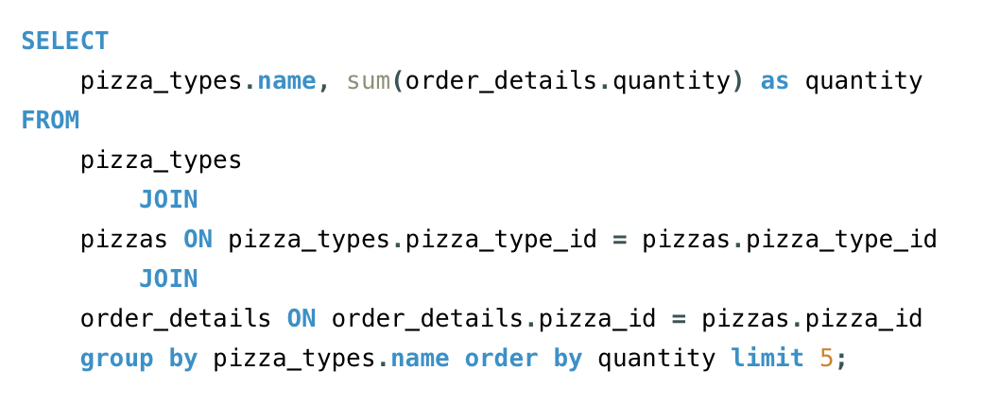 SELECT
    pizza_types.name, sum(order_details.quantity) as quantity
FROM
    pizza_types
        JOIN
    pizzas ON pizza_types.pizza_type_id = pizzas.pizza_type_id
        JOIN
    order_details ON order_details.pizza_id = pizzas.pizza_id
    group by pizza_types.name order by quantity limit 5;